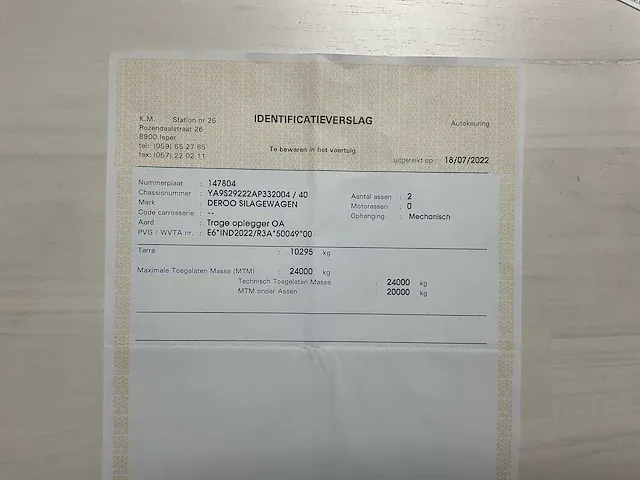 K.M. Station nr 25
IDENTIFICATIEVERSLAG
Autokeuring
Rozendaalstraat 26
8900 Ieper
tel: (059) 55 27 85
Te bewaren in het voertuig
fax: (057) 22 02 11
uitgereikt op : 18/07/2022
Nummerplaat : 147804
Chassisnummer : YA9S29222AP332004 / 40
Aantal assen : 2
Merk : DEROO SILAGEWAGEN
Motorassen : 0
Code carrosserie : --
Ophanging : Mechanisch
Aard : Trage oplegger OA
PVG / WVTA nr. : E6*IND2022/R3A*50049*00
Tarra : 10295 kg
Maximale Toegelaten Massa (MTM) : 24000 kg
Technisch Toegelaten Massa : 24000 kg
MTM onder Assen : 20000 kg